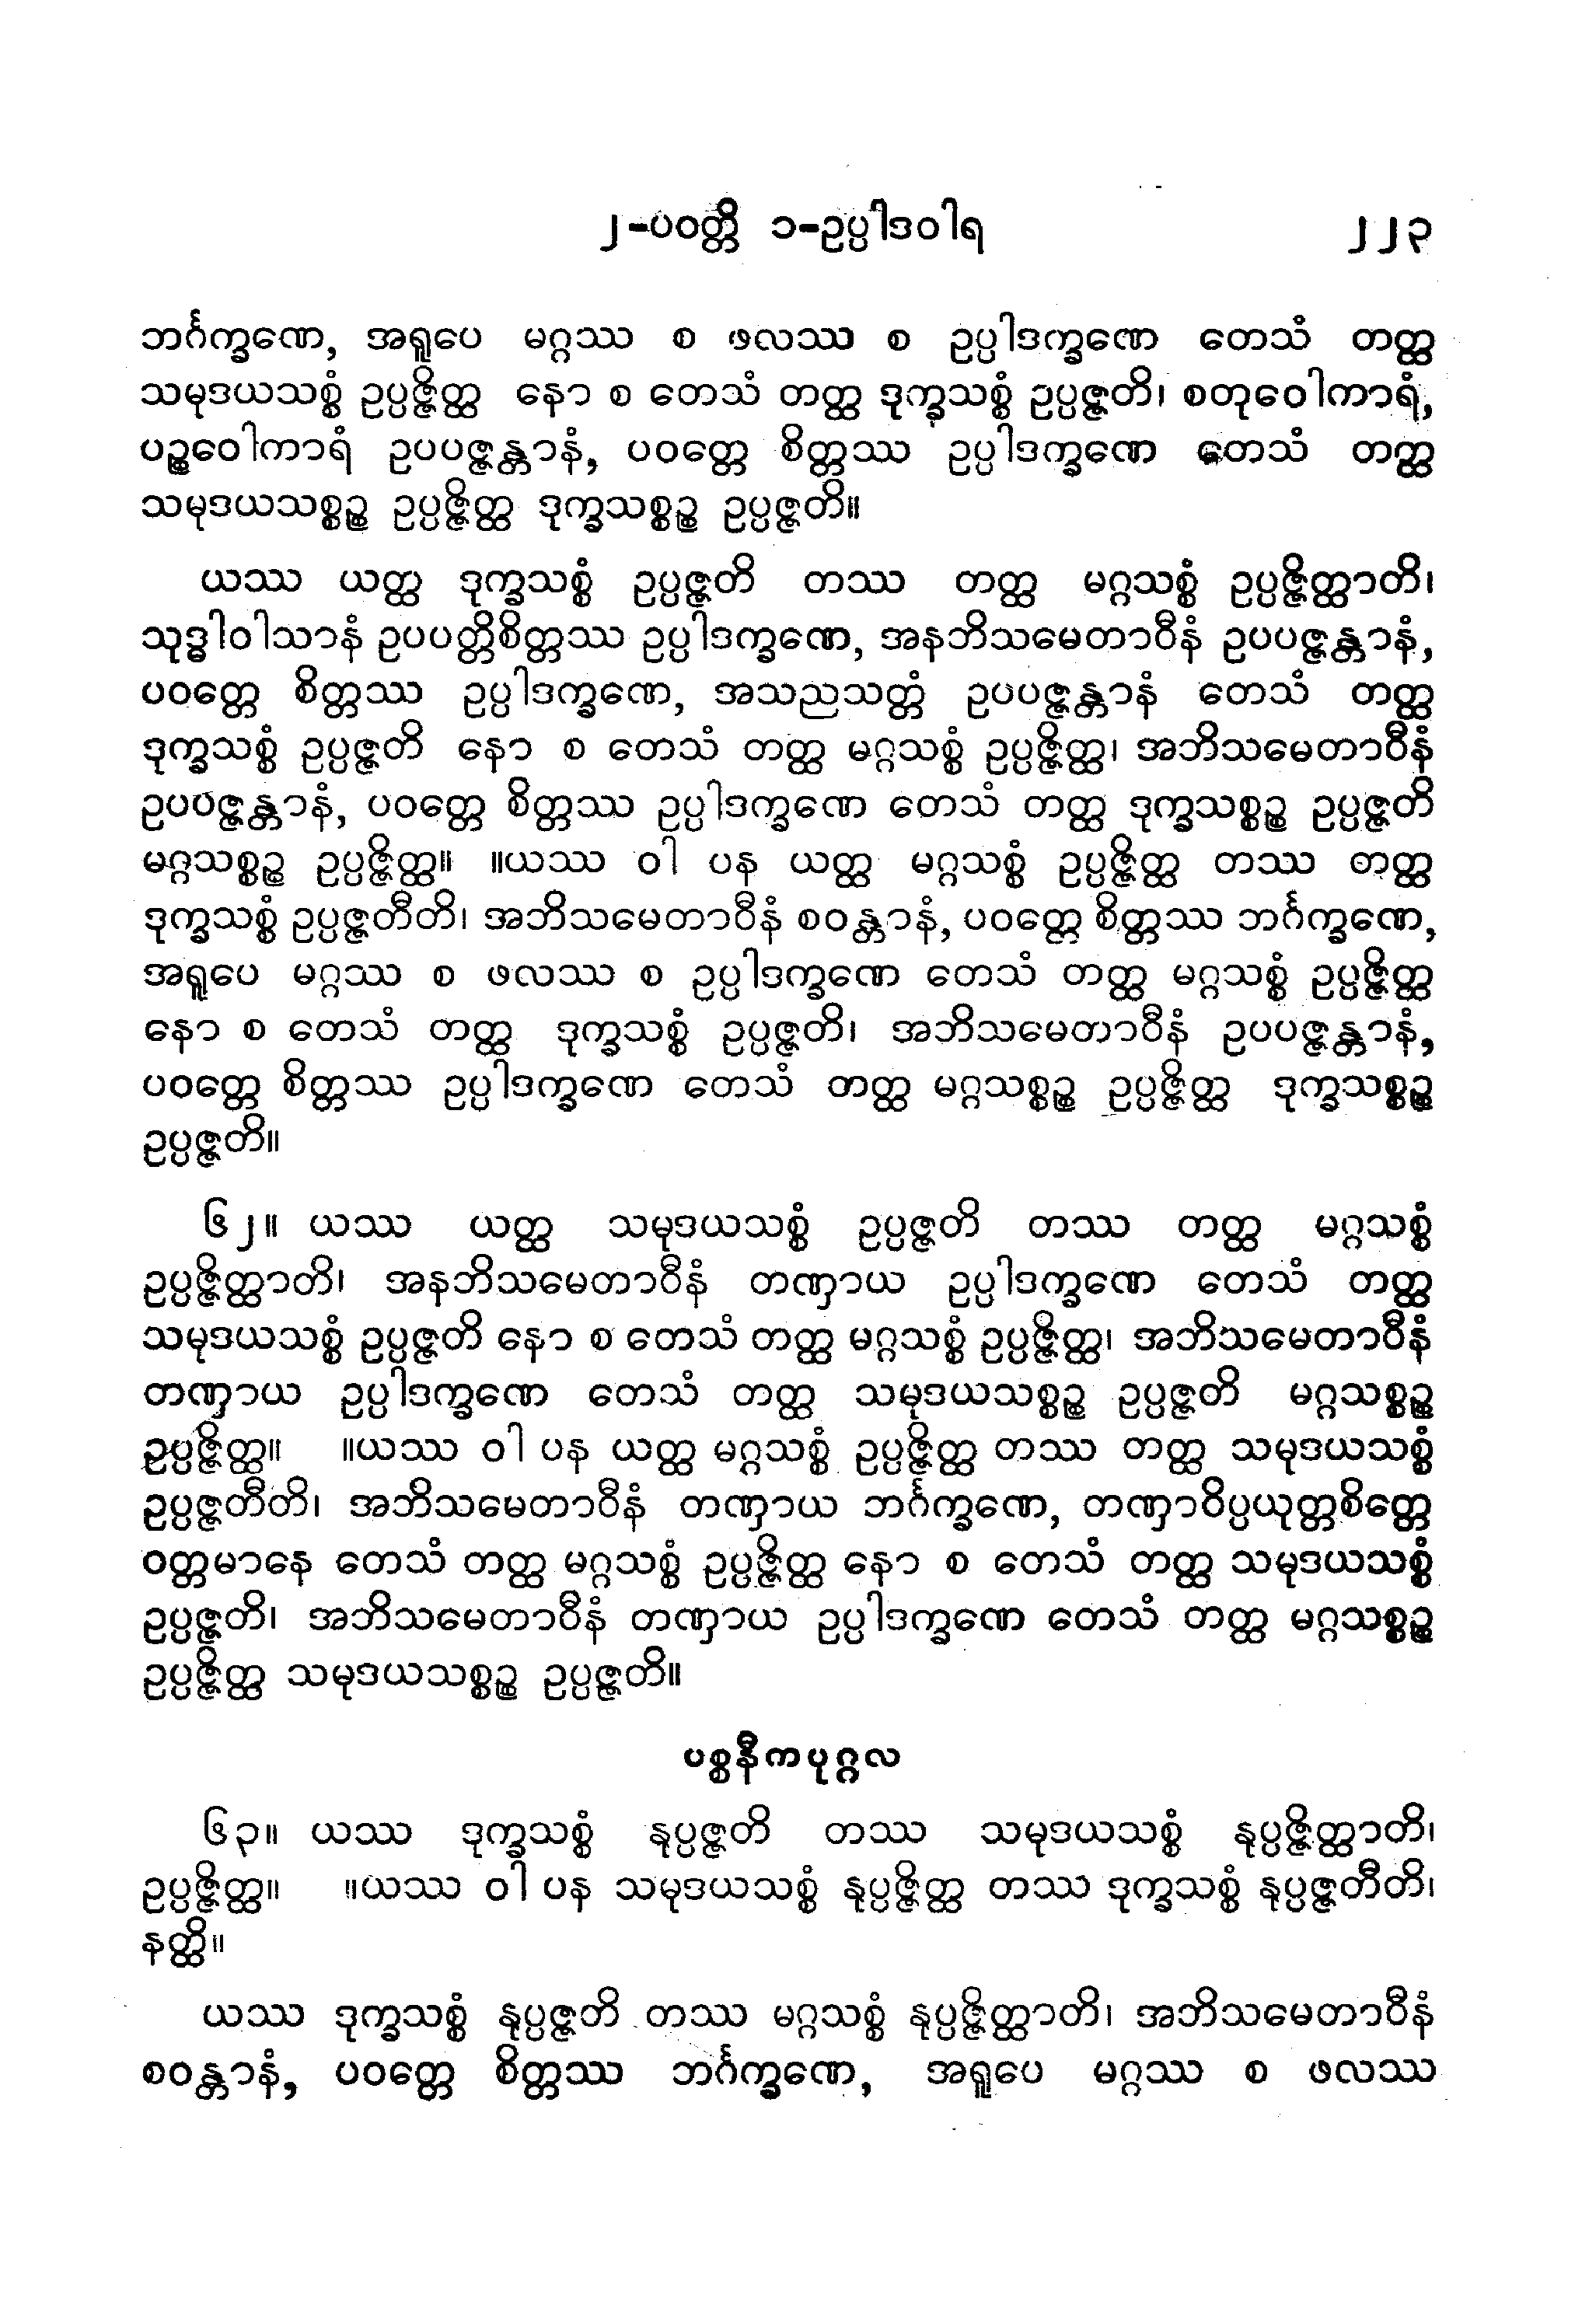 ၂-ပဝတ္တိ ၁-ဥပ္ပါဒဝါရ ၂၂၃
ဘင်္ဂက္ခဏေ, အရူပေ မဂ္ဂဿ စ ဖလဿ စ ဥပ္ပါဒက္ခဏေ တေသံ တတ္ထ
သမုဒယသစ္စံ ဥပ္ပဇ္ဇိတ္ထ နော စ တေသံ တတ္ထ ဒုက္ခသစ္စံ ဥပ္ပဇ္ဇတိ၊ စတုဝေါကာရံ,
ပဉ္စဝေါကာရံ ဥပပဇ္ဇန္တာနံ, ပဝတ္တေ စိတ္တဿ ဥပ္ပါဒက္ခဏေ တေသံ တတ္ထ
သမုဒယသစ္စဉ္စ ဥပ္ပဇ္ဇိတ္ထ ဒုက္ခသစ္စဉ္စ ဥပ္ပဇ္ဇတိ။
ယဿ ယတ္ထ ဒုက္ခသစ္စံ ဥပ္ပဇ္ဇတိ တဿ တတ္ထ မဂ္ဂသစ္စံ ဥပ္ပဇ္ဇိတ္ထာတိ၊
သုဒ္ဓါဝါသာနံ ဥပပတ္တိစိတ္တဿ ဥပ္ပါဒက္ခဏေ, အနဘိသမေတာဝီနံ ဥပပဇ္ဇန္တာနံ,
ပဝတ္တေ စိတ္တဿ ဥပ္ပါဒက္ခဏေ, အသညသတ္တံ ဥပပဇ္ဇန္တာနံ တေသံ တတ္ထ
ဒုက္ခသစ္စံ ဥပ္ပဇ္ဇတိ နော စ တေသံ တတ္ထ မဂ္ဂသစ္စံ ဥပ္ပဇ္ဇိတ္ထ၊ အဘိသမေတာဝီနံ
ဥပပဇ္ဇန္တာနံ, ပဝတ္တေ စိတ္တဿ ဥပ္ပါဒက္ခဏေ တေသံ တတ္ထ ဒုက္ခသစ္စဉ္စ ဥပ္ပဇ္ဇတိ
မဂ္ဂသစ္စဉ္စ ဥပ္ပဇ္ဇိတ္ထ။ ။ယဿ ဝါ ပန ယတ္ထ မဂ္ဂသစ္စံ ဥပ္ပဇ္ဇိတ္ထ တဿ တတ္ထ
ဒုက္ခသစ္စံ ဥပ္ပဇ္ဇတီတိ၊ အဘိသမေတာဝီနံ စဝန္တာနံ, ပဝတ္တေ စိတ္တဿ ဘင်္ဂက္ခဏေ,
အရူပေ မဂ္ဂဿ စ ဖလဿ စ ဥပ္ပါဒက္ခဏေ တေသံ တတ္ထ မဂ္ဂသစ္စံ ဥပ္ပဇ္ဇိတ္ထ
နော စ တေသံ တတ္ထ ဒုက္ခသစ္စံ ဥပ္ပဇ္ဇတိ၊ အဘိသမေတာဝီနံ ဥပပဇ္ဇန္တာနံ,
ပဝတ္တေ စိတ္တဿ ဥပ္ပါဒက္ခဏေ တေသံ တတ္ထ မဂ္ဂသစ္စဉ္စ ဥပ္ပဇ္ဇိတ္ထ ဒုက္ခသစ္စဉ္စ
ဥပ္ပဇ္ဇတိ။
၆၂။ ယဿ ယတ္ထ သမုဒယသစ္စံ ဥပ္ပဇ္ဇတိ တဿ တတ္ထ မဂ္ဂသစ္စံ
ဥပ္ပဇ္ဇိတ္ထာတိ၊ အနဘိသမေတာဝီနံ တဏှာယ ဥပ္ပါဒက္ခဏေ တေသံ တတ္ထ
သမုဒယသစ္စံ ဥပ္ပဇ္ဇတိ နော စ တေသံ တတ္ထ မဂ္ဂသစ္စံ ဥပ္ပဇ္ဇိတ္ထ၊ အဘိသမေတာဝီနံ
တဏှာယ ဥပ္ပါဒက္ခဏေ တေသံ တတ္ထ သမုဒယသစ္စဉ္စ ဥပ္ပဇ္ဇတိ မဂ္ဂသစ္စဉ္စ
ဥပ္ပဇ္ဇိတ္ထ။ ။ယဿ ဝါ ပန ယတ္ထ မဂ္ဂသစ္စံ ဥပ္ပဇ္ဇိတ္ထ တဿ တတ္ထ သမုဒယသစ္စံ
ဥပ္ပဇ္ဇတီတိ၊ အဘိသမေတာဝီနံ တဏှာယ ဘင်္ဂက္ခဏေ, တဏှာဝိပ္ပယုတ္တစိတ္တေ
ဝတ္တမာနေ တေသံ တတ္ထ မဂ္ဂသစ္စံ ဥပ္ပဇ္ဇိတ္ထ နော စ တေသံ တတ္ထ သမုဒယသစ္စံ
ဥပ္ပဇ္ဇတိ၊ အဘိသမေတာဝီနံ တဏှာယ ဥပ္ပါဒက္ခဏေ တေသံ တတ္ထ မဂ္ဂသစ္စဉ္စ
ဥပ္ပဇ္ဇိတ္ထ သမုဒယသစ္စဉ္စ ဥပ္ပဇ္ဇတိ။
ပစ္စနီကပုဂ္ဂလ
၆၃။ ယဿ ဒုက္ခသစ္စံ နုပ္ပဇ္ဇတိ တဿ သမုဒယသစ္စံ နုပ္ပဇ္ဇိတ္ထာတိ၊
ဥပ္ပဇ္ဇိတ္ထ။ ။ယဿ ဝါ ပန သမုဒယသစ္စံ နုပ္ပဇ္ဇိတ္ထ တဿ ဒုက္ခသစ္စံ နုပ္ပဇ္ဇတီတိ၊
နတ္ထိ။
ယဿ ဒုက္ခသစ္စံ နုပ္ပဇ္ဇတိ တဿ မဂ္ဂသစ္စံ နုပ္ပဇ္ဇိတ္ထာတိ၊ အဘိသမေတာဝီနံ
စဝန္တာနံ, ပဝတ္တေ စိတ္တဿ ဘင်္ဂက္ခဏေ, အရူပေ မဂ္ဂဿ စ ဖလဿ